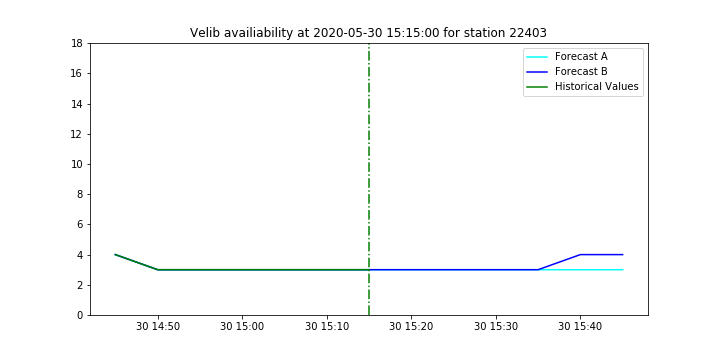 Velib availiability at 2020-05-30 15:15:00 for station 22403
18
16
14
12
10
8
6
4
2
0
Forecast A
Forecast B
Historical Values
30 14:50 30 15:00 30 15:10 30 15:20 30 15:30 30 15:40